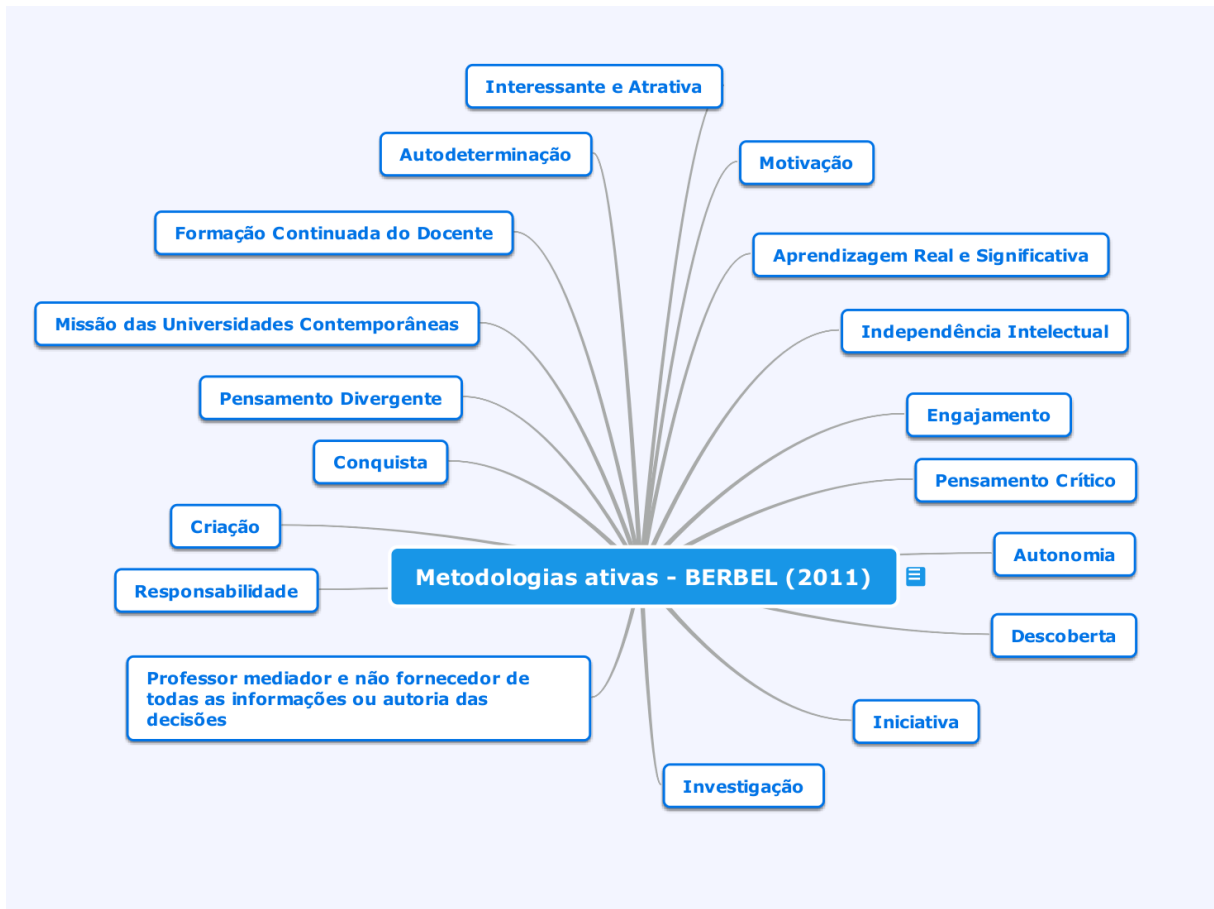 Interessante e Atrativa
Autodeterminação
Motivação
Formação Continuada do Docente
Aprendizagem Real e Significativa
Missão das Universidades Contemporâneas
Independência Intelectual
Pensamento Divergente
Engajamento
Conquista
Pensamento Crítico
Criação
Autonomia
Metodologias ativas - BERBEL (2011)
Responsabilidade
Descoberta
Professor mediador e não fornecedor de
todas as informações ou autoria das
decisões
Iniciativa
Investigação